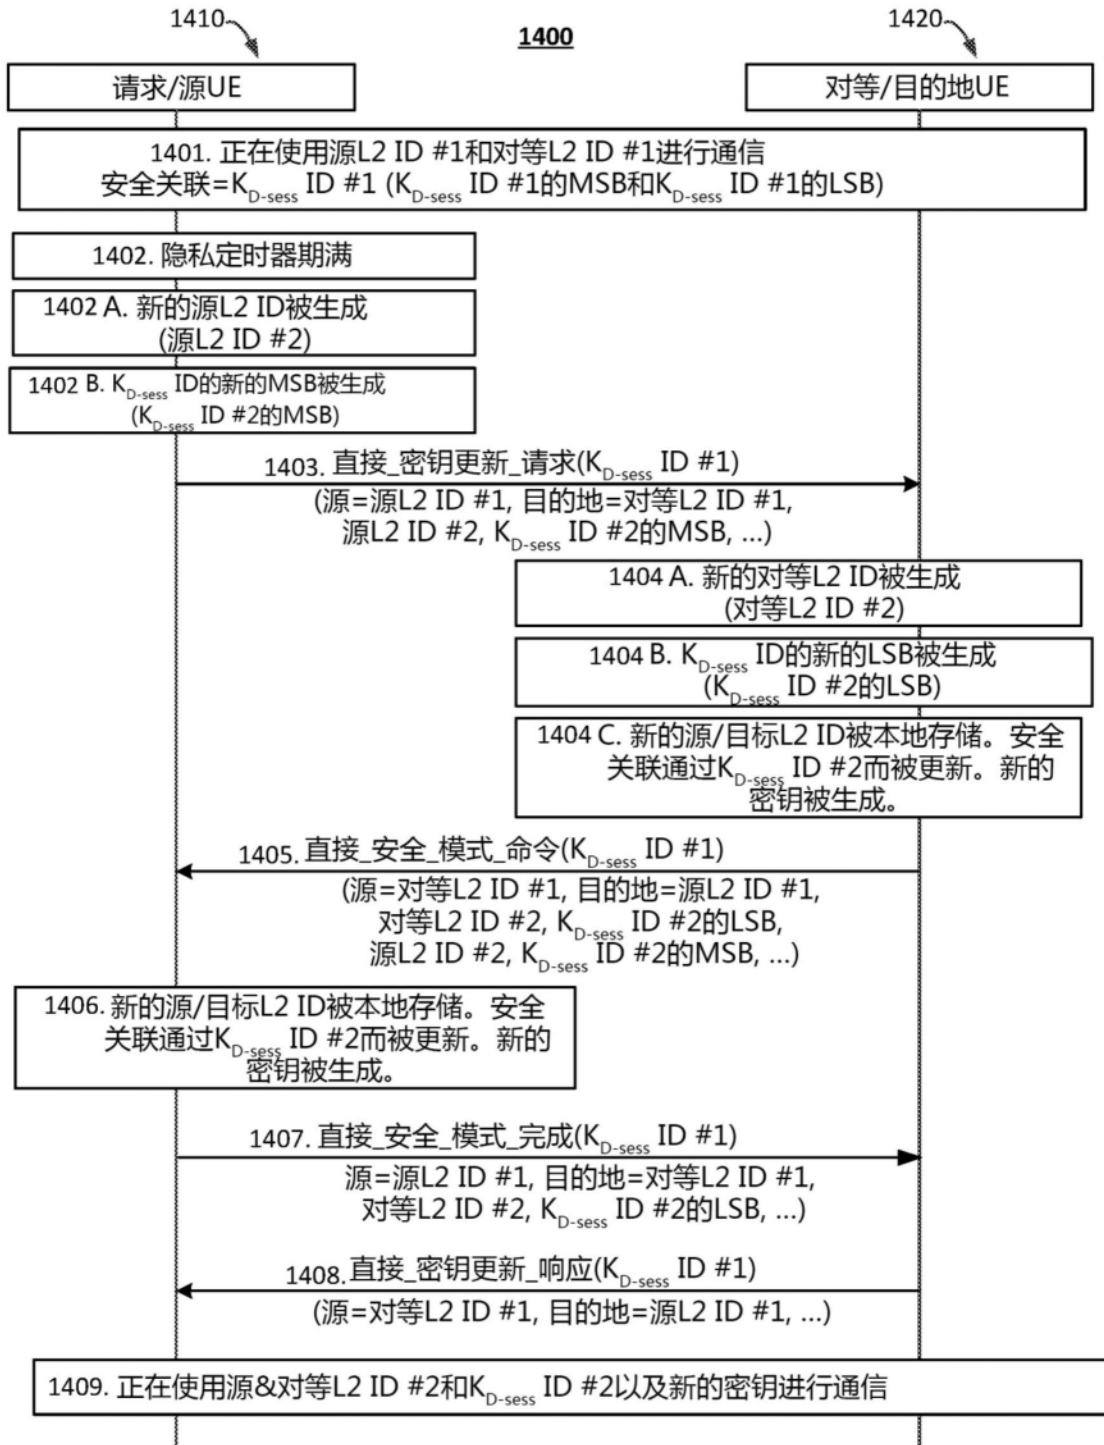 1410
1400
1420
请求/源UE
对等/目的地UE
1401. 正在使用源L2 ID #1和对等L2 ID #1进行通信
安全关联=KD-sess ID #1 (KD-sess ID #1的MSB和KD-sess ID #1的LSB)
1402. 隐私定时器期满
1402 A. 新的源L2 ID被生成
(源L2 ID #2)
1402 B. KD-sess ID的新的MSB被生成
(KD-sess ID #2的MSB)
1403. 直接_密钥更新_请求(KD-sess ID #1)
(源=源L2 ID #1, 目的地=对等L2 ID #1,
源L2 ID #2, KD-sess ID #2的MSB, ...)
1404 A. 新的对等L2 ID被生成
(对等L2 ID #2)
1404 B. KD-sess ID的新的LSB被生成
(KD-sess ID #2的LSB)
1404 C. 新的源/目标L2 ID被本地存储。安全
关联通过KD-sess ID #2而被更新。新的
密钥被生成。
1405. 直接_安全_模式_命令(KD-sess ID #1)
(源=对等L2 ID #1, 目的地=源L2 ID #1,
对等L2 ID #2, KD-sess ID #2的LSB,
源L2 ID #2, KD-sess ID #2的MSB, ...)
1406. 新的源/目标L2 ID被本地存储。安全
关联通过KD-sess ID #2而被更新。新的
密钥被生成。
1407. 直接_安全_模式_完成(KD-sess ID #1)
源=源L2 ID #1, 目的地=对等L2 ID #1,
对等L2 ID #2, KD-sess ID #2的LSB, ...)
1408. 直接_密钥更新_响应(KD-sess ID #1)
(源=对等L2 ID #1, 目的地=源L2 ID #1, ...)
1409. 正在使用源&对等L2 ID #2和KD-sess ID #2以及新的密钥进行通信